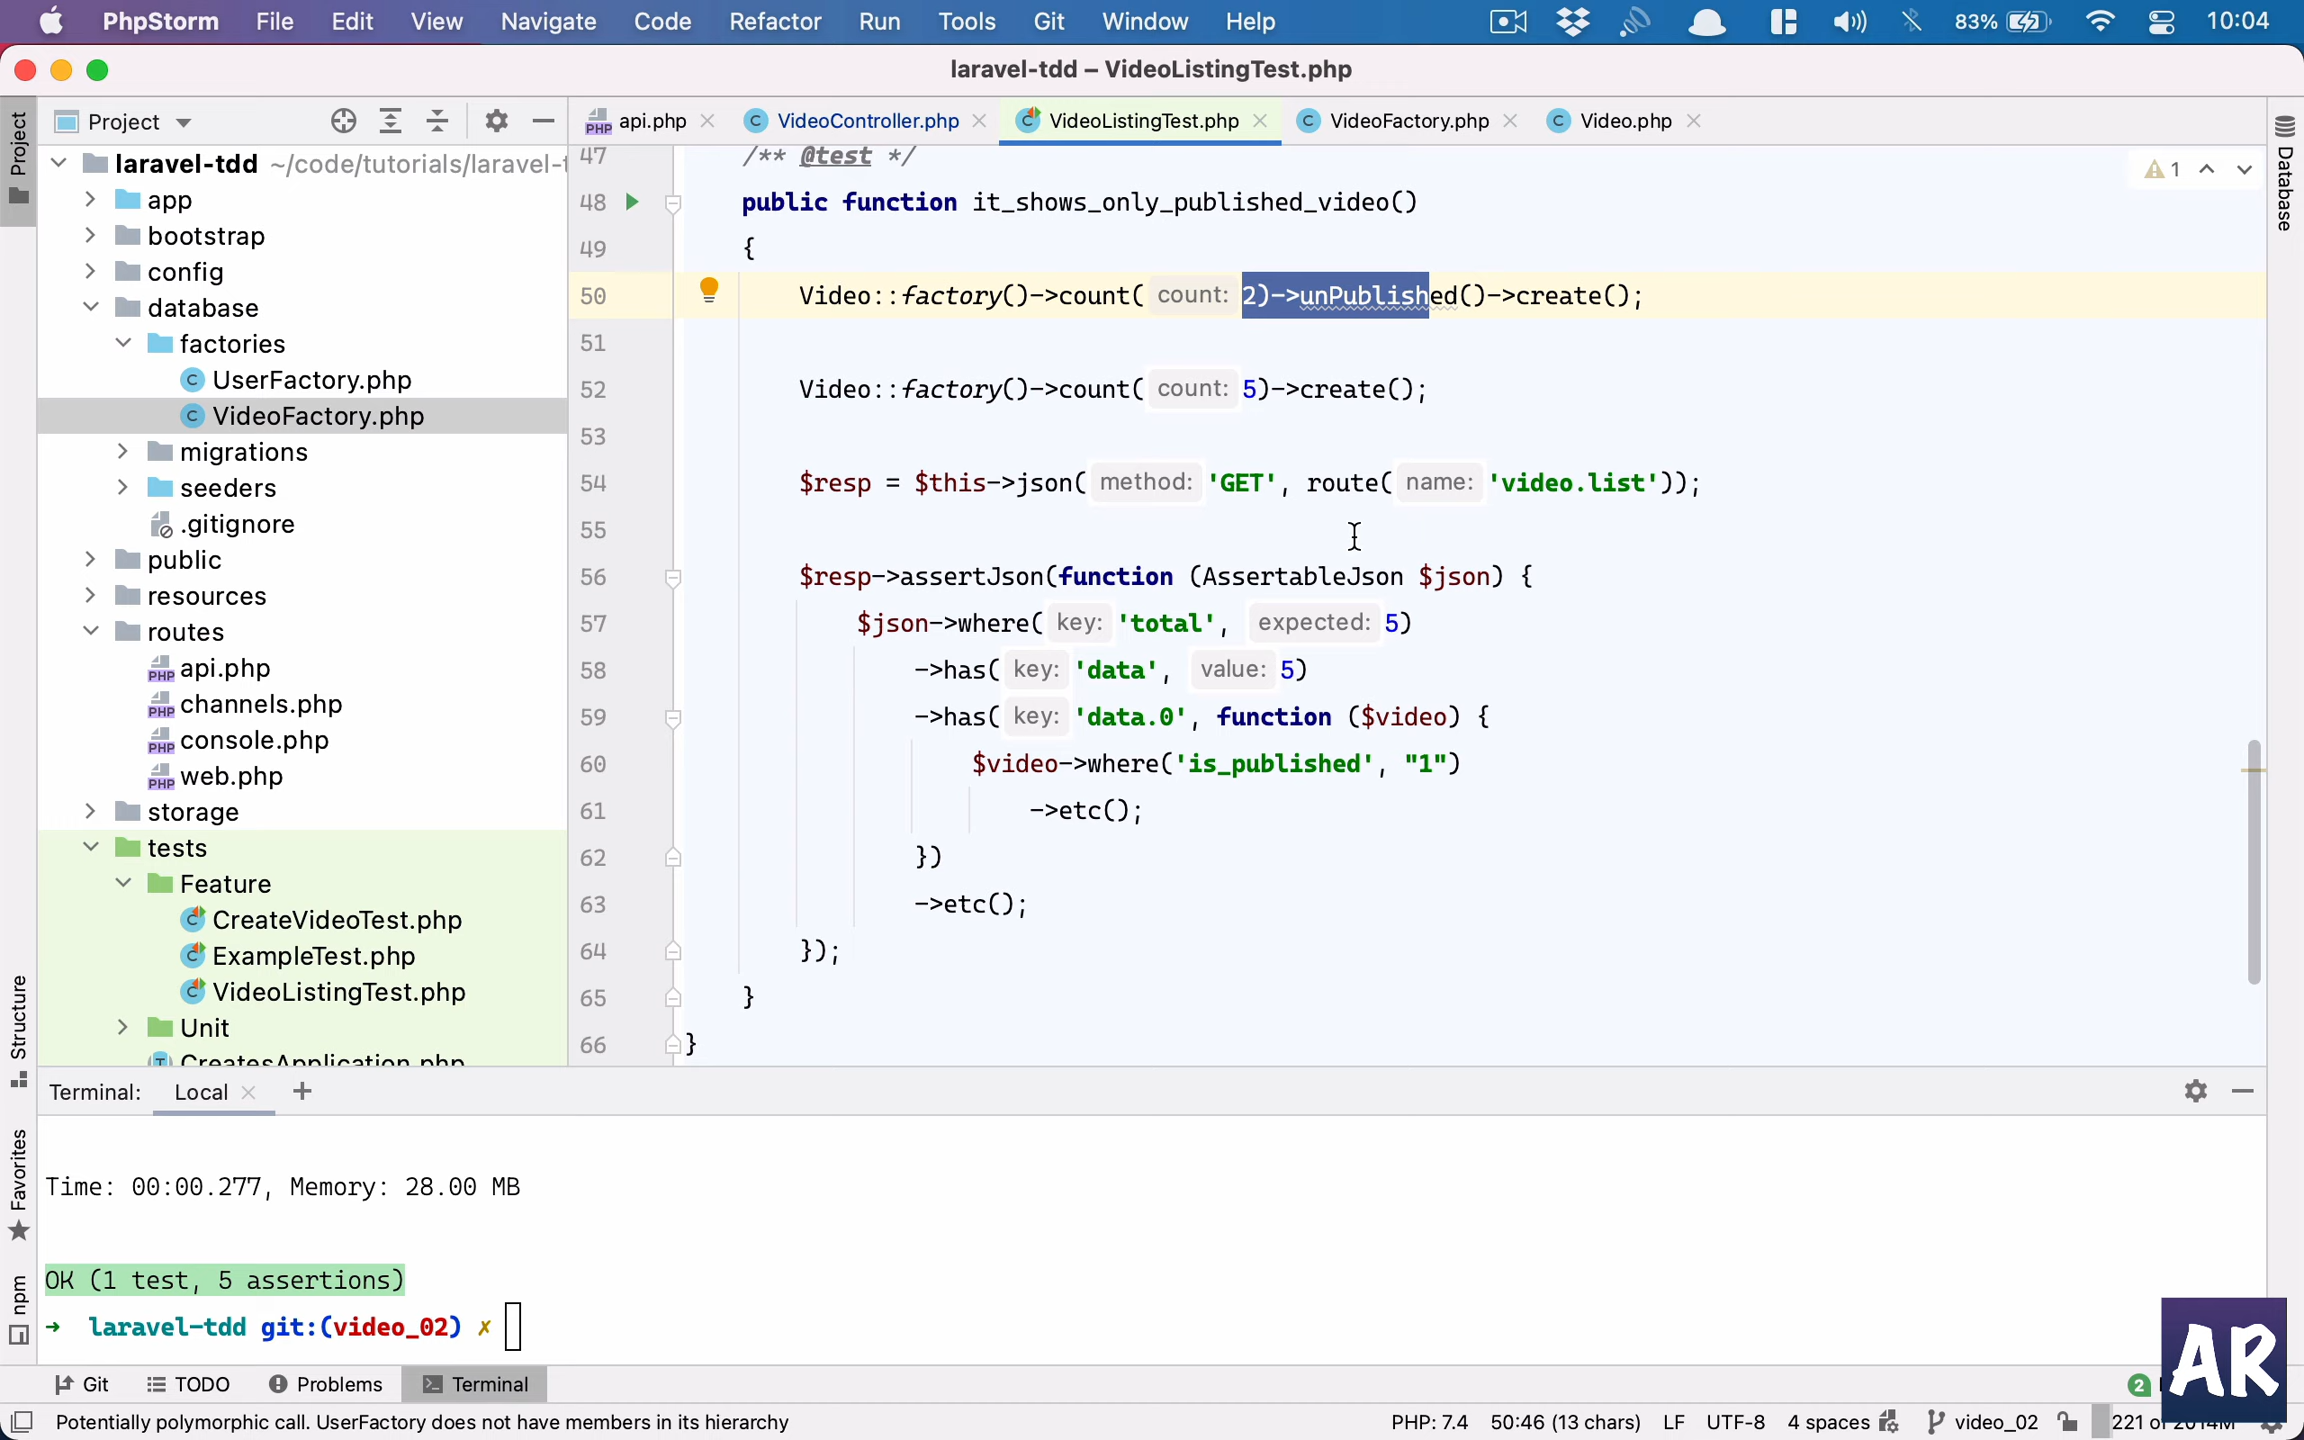 PhpStorm File Edit View Navigate Code Refactor Run Tools Git Window Help 83% 10:04
laravel-tdd – VideoListingTest.php
Project
api.php VideoController.php VideoListingTest.php VideoFactory.php Video.php
Project
Database
Structure
Favorites
npm
laravel-tdd ~/code/tutorials/laravel-t
app
bootstrap
config
database
factories
UserFactory.php
VideoFactory.php
migrations
seeders
.gitignore
public
resources
routes
api.php
channels.php
console.php
web.php
storage
tests
Feature
CreateVideoTest.php
ExampleTest.php
VideoListingTest.php
Unit
CreatesApplication.php
1
47 /** @test */
48 public function it_shows_only_published_video()
49 {
50 Video::factory()->count( count: 2)->unPublished()->create();
51
52 Video::factory()->count( count: 5)->create();
53
54 $resp = $this->json( method: 'GET', route( name: 'video.list'));
55
56 $resp->assertJson(function (AssertableJson $json) {
57 $json->where( key: 'total', expected: 5)
58 ->has( key: 'data', value: 5)
59 ->has( key: 'data.0', function ($video) {
60 $video->where('is_published', "1")
61 ->etc();
62 })
63 ->etc();
64 });
65 }
66 }
Terminal: Local +
Time: 00:00.277, Memory: 28.00 MB
OK (1 test, 5 assertions)
➜ laravel-tdd git:(video_02) ✗
Git TODO Problems Terminal 2
AR
Potentially polymorphic call. UserFactory does not have members in its hierarchy PHP: 7.4 50:46 (13 chars) LF UTF-8 4 spaces video_02 221 of 2014M